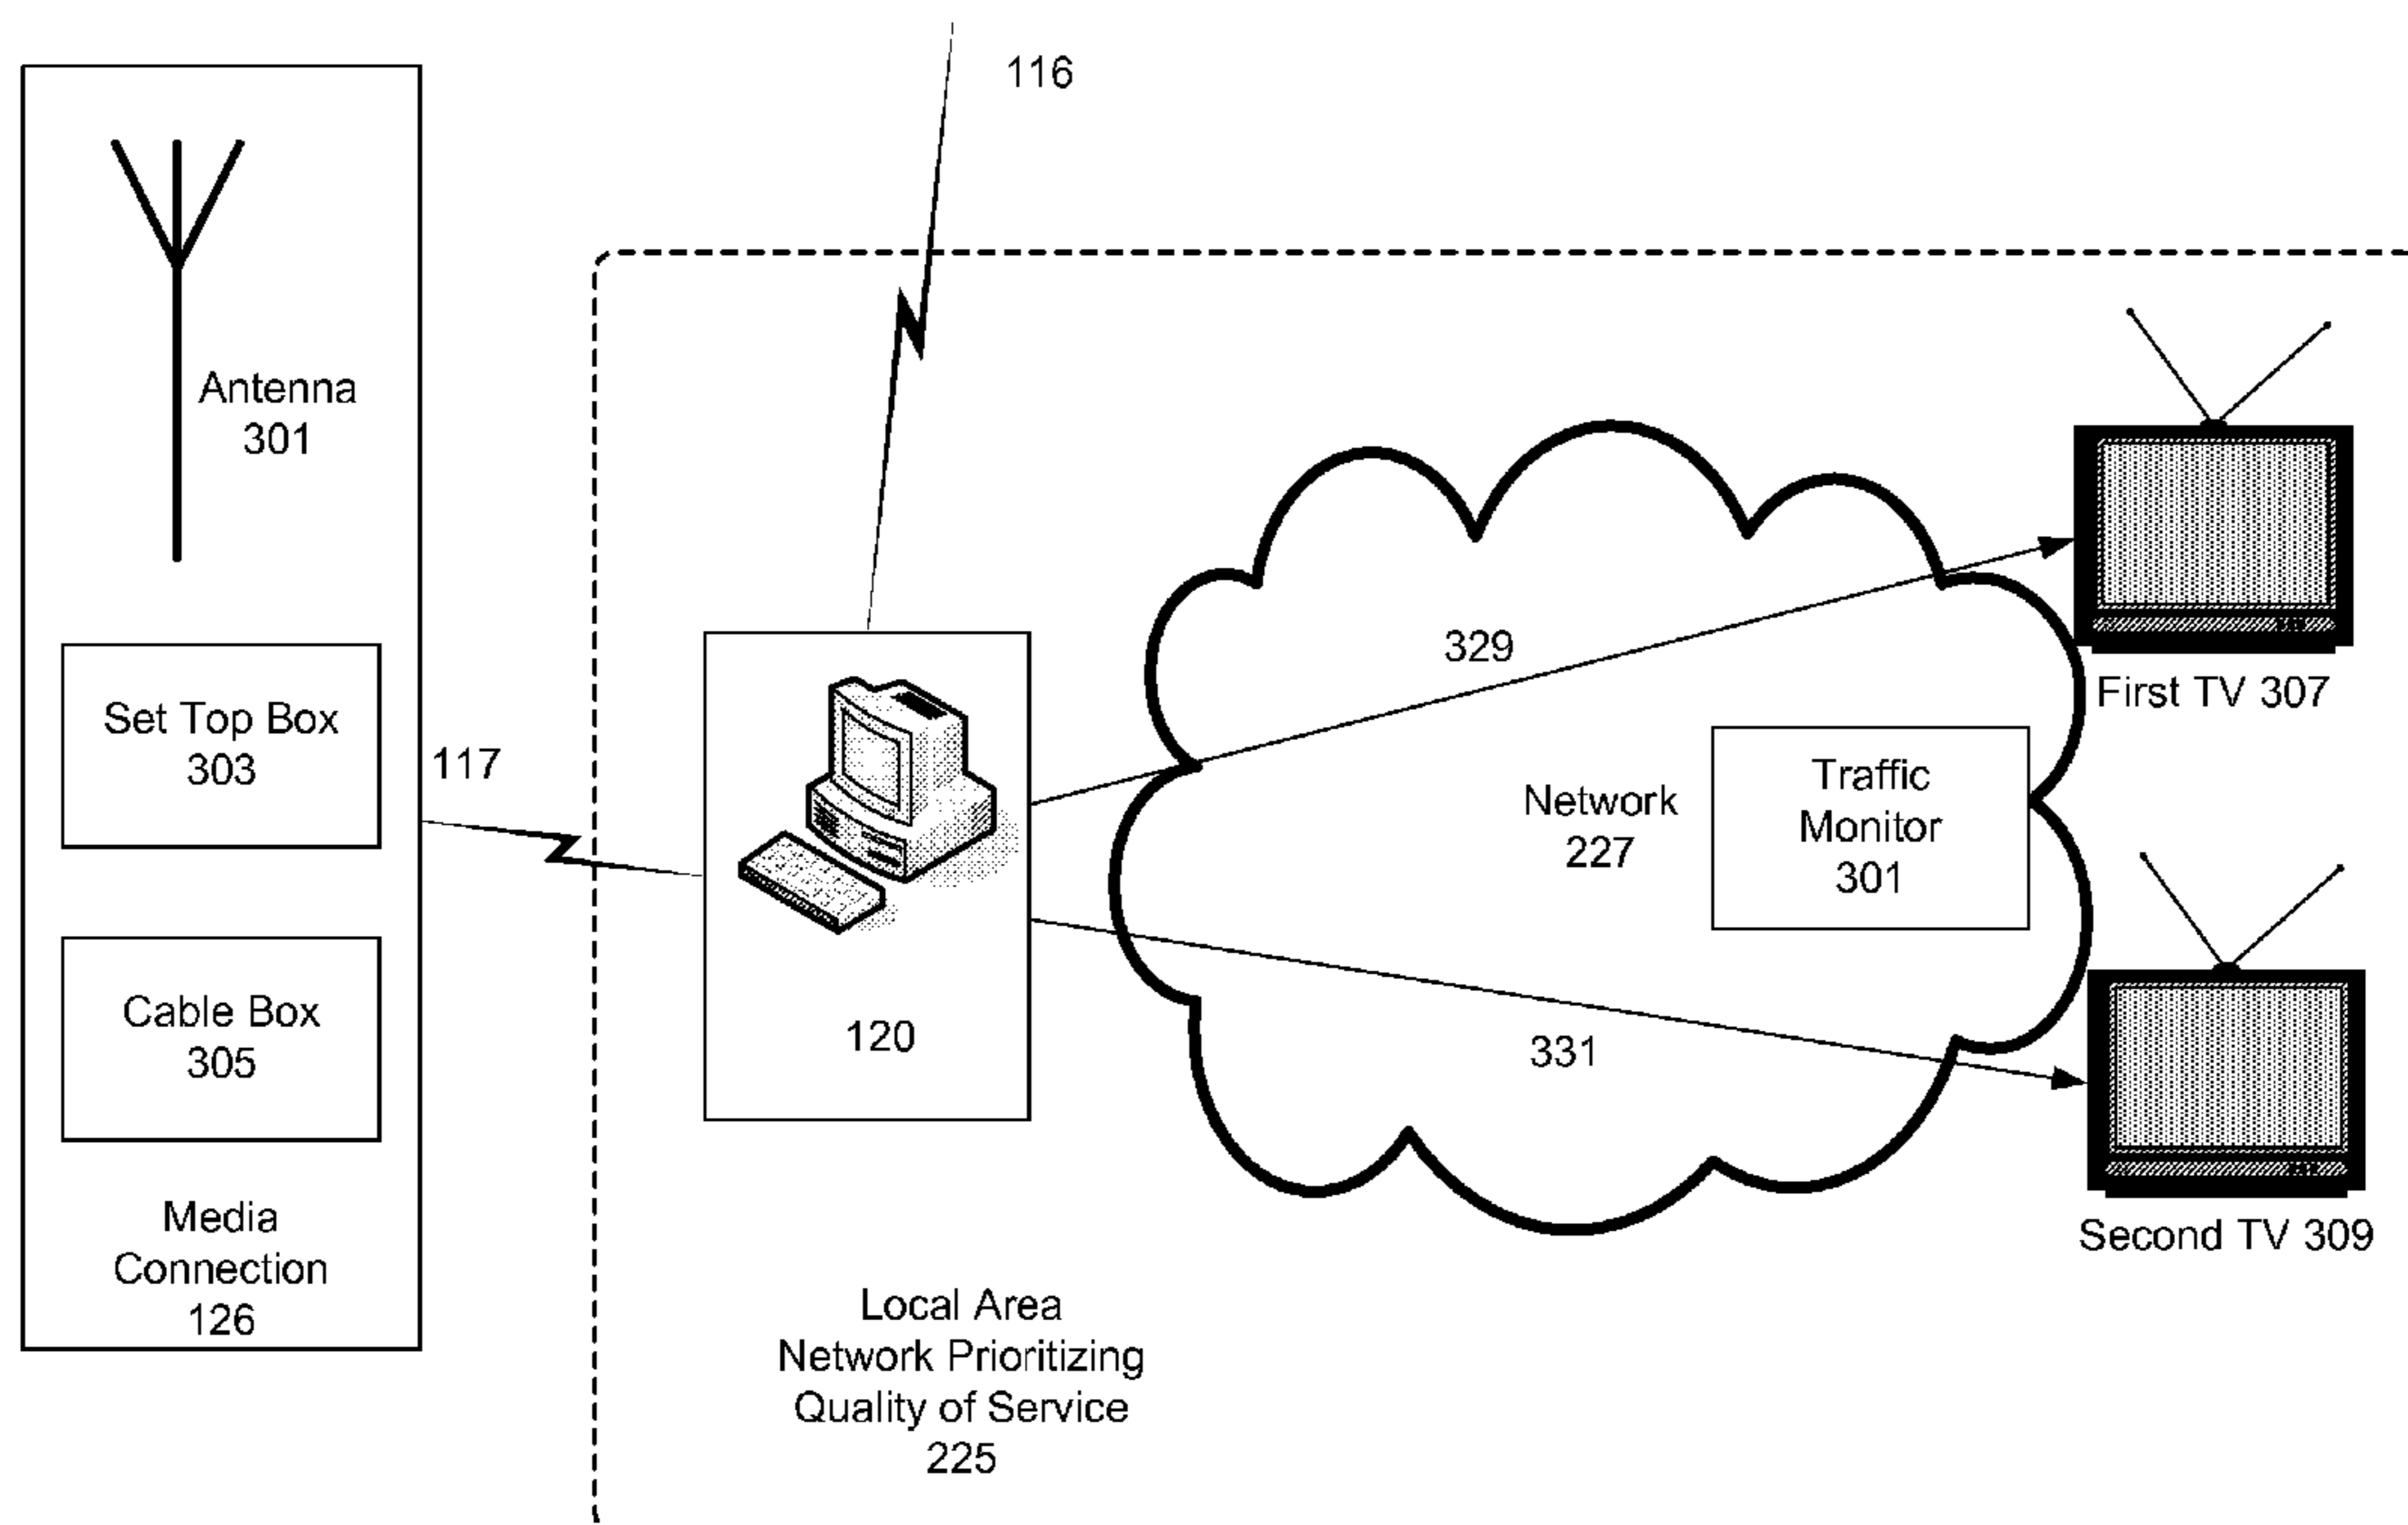 116
Antenna
301
Set Top Box
303
117
Cable Box
305
Media
Connection
126
120
329
Network
227
Traffic
Monitor
301
331
First TV 307
Second TV 309
Local Area
Network Prioritizing
Quality of Service
225